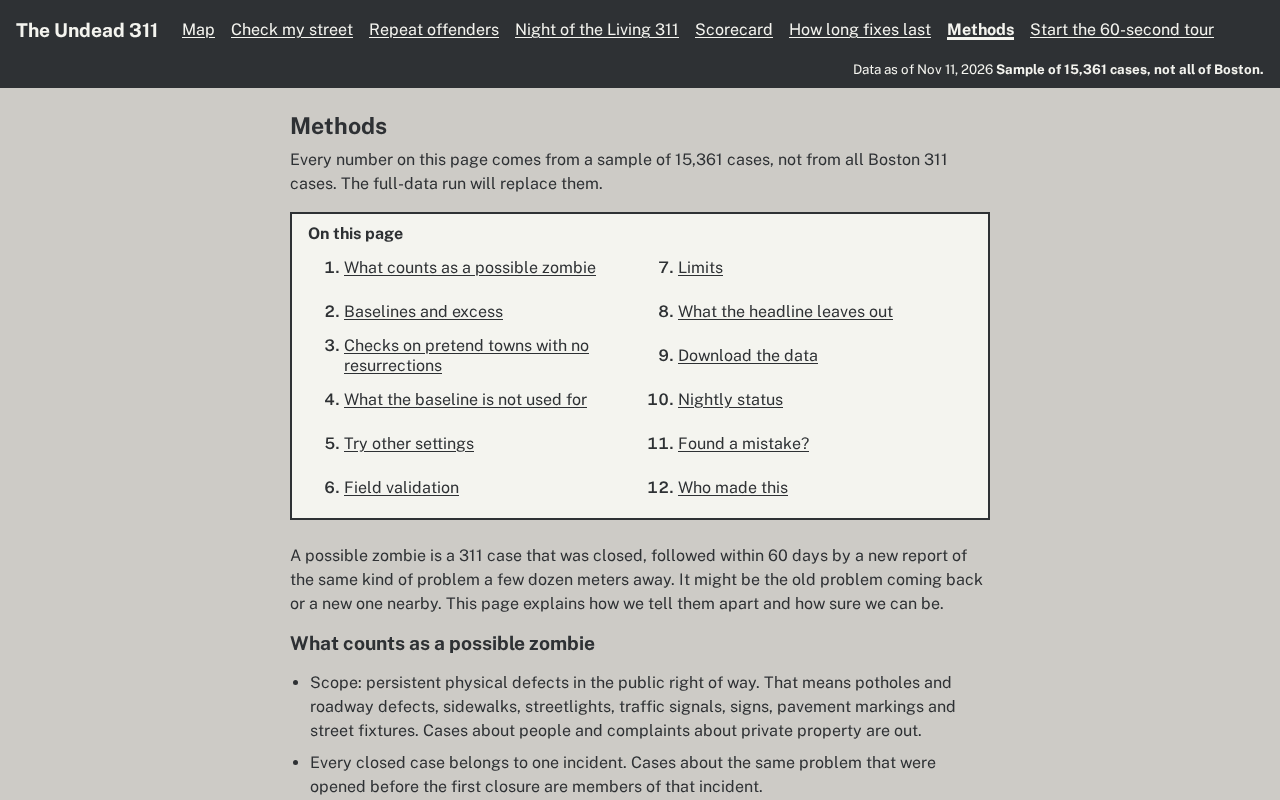 The Undead 311 Map Check my street Repeat offenders Night of the Living 311 Scorecard How long fixes last Methods Start the 60-second tour
Data as of Nov 11, 2026 Sample of 15,361 cases, not all of Boston.
Methods
Every number on this page comes from a sample of 15,361 cases, not from all Boston 311
cases. The full-data run will replace them.
On this page
1. What counts as a possible zombie
2. Baselines and excess
3. Checks on pretend towns with no
resurrections
4. What the baseline is not used for
5. Try other settings
6. Field validation
7. Limits
8. What the headline leaves out
9. Download the data
10. Nightly status
11. Found a mistake?
12. Who made this
A possible zombie is a 311 case that was closed, followed within 60 days by a new report of
the same kind of problem a few dozen meters away. It might be the old problem coming back
or a new one nearby. This page explains how we tell them apart and how sure we can be.
What counts as a possible zombie
• Scope: persistent physical defects in the public right of way. That means potholes and
roadway defects, sidewalks, streetlights, traffic signals, signs, pavement markings and
street fixtures. Cases about people and complaints about private property are out.
• Every closed case belongs to one incident. Cases about the same problem that were
opened before the first closure are members of that incident.